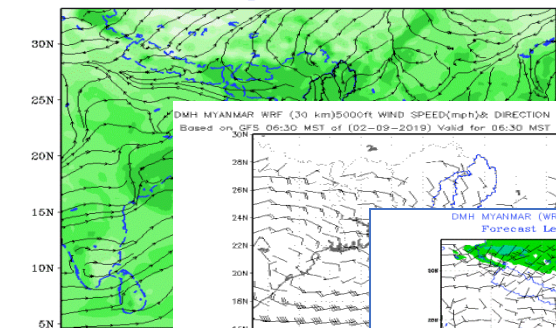 30N
25N
20N
15N
10N
5N
DMH MYANMAR WRF (30 km)5000ft WIND SPEED(mph)& DIRECTION
Based on GFS 06:30 MST of (02-09-2019) Valid for 06:30 MST
30N
28N
26N
24N
22N
20N
18N
DMH MYANMAR (WR
Forecast Le